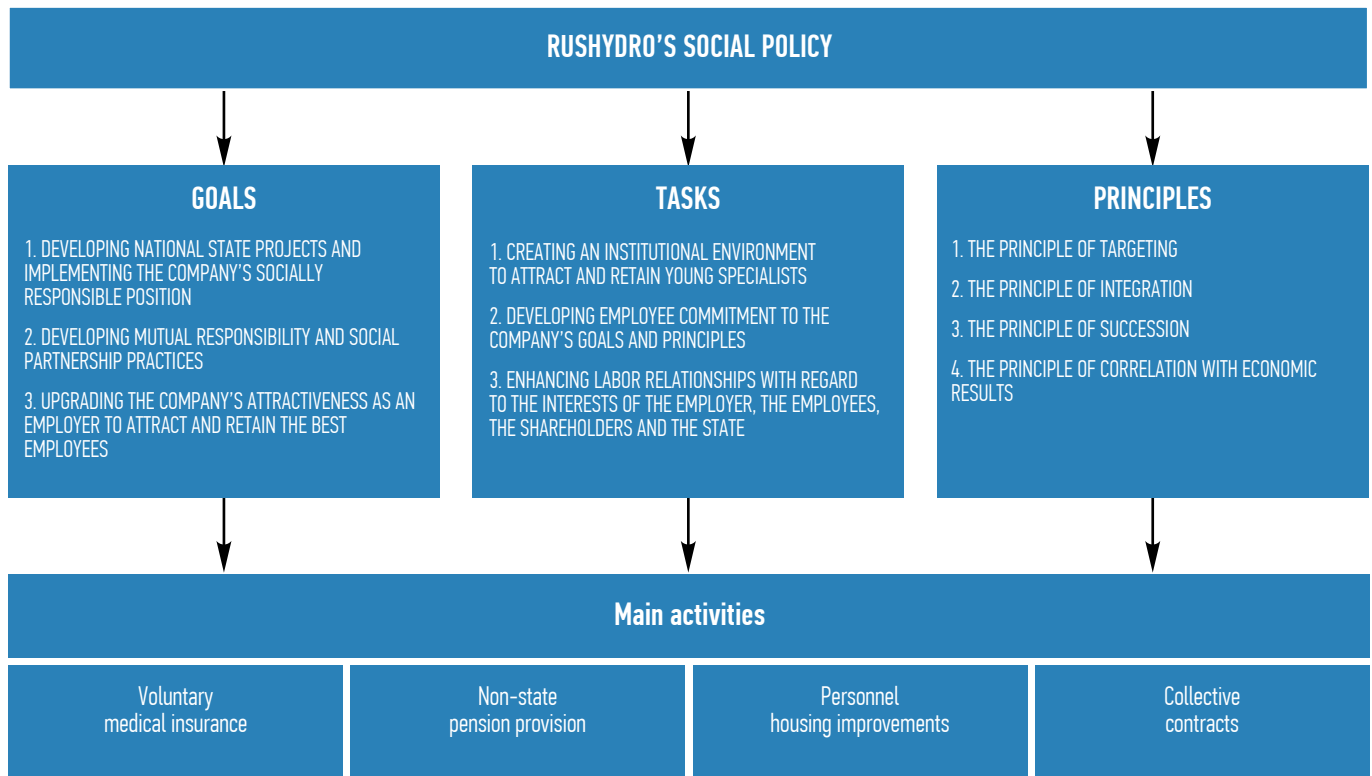 RUSHYDRO’S SOCIAL POLICY
GOALS
1. DEVELOPING NATIONAL STATE PROJECTS AND
IMPLEMENTING THE COMPANY’S SOCIALLY
RESPONSIBLE POSITION
2. DEVELOPING MUTUAL RESPONSIBILITY AND SOCIAL
PARTNERSHIP PRACTICES
3. UPGRADING THE COMPANY’S ATTRACTIVENESS AS AN
EMPLOYER TO ATTRACT AND RETAIN THE BEST
EMPLOYEES
TASKS
1. CREATING AN INSTITUTIONAL ENVIRONMENT
TO ATTRACT AND RETAIN YOUNG SPECIALISTS
2. DEVELOPING EMPLOYEE COMMITMENT TO THE
COMPANY’S GOALS AND PRINCIPLES
3. ENHANCING LABOR RELATIONSHIPS WITH REGARD
TO THE INTERESTS OF THE EMPLOYER, THE EMPLOYEES,
THE SHAREHOLDERS AND THE STATE
PRINCIPLES
1. THE PRINCIPLE OF TARGETING
2. THE PRINCIPLE OF INTEGRATION
3. THE PRINCIPLE OF SUCCESSION
4. THE PRINCIPLE OF CORRELATION WITH ECONOMIC
RESULTS
Main activities
Voluntary
medical insurance
Non-state
pension provision
Personnel
housing improvements
Collective
contracts